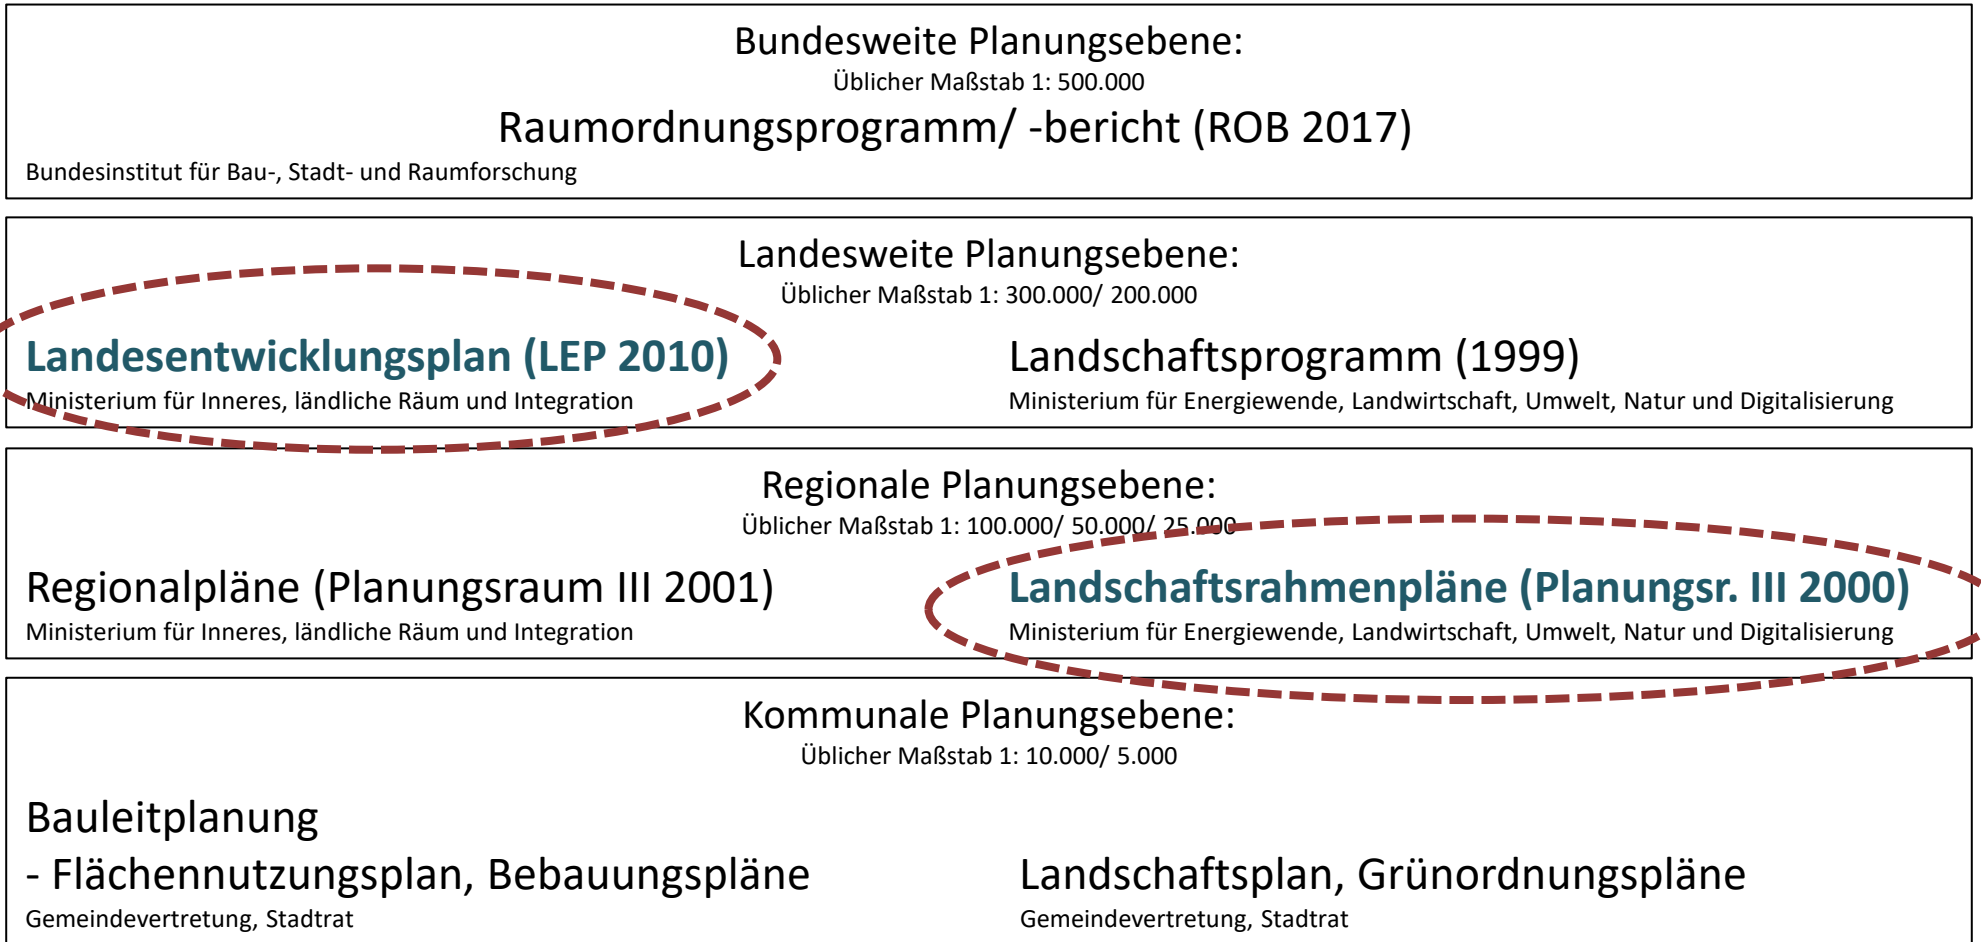 Bundesweite Planungsebene:
Üblicher Maßstab 1: 500.000
Raumordnungsprogramm/ -bericht (ROB 2017)
Bundesinstitut für Bau-, Stadt- und Raumforschung
Landesweite Planungsebene:
Üblicher Maßstab 1: 300.000/ 200.000
Landesentwicklungsplan (LEP 2010)
Ministerium für Inneres, ländliche Räum und Integration
Landschaftsprogramm (1999)
Ministerium für Energiewende, Landwirtschaft, Umwelt, Natur und Digitalisierung
Regionale Planungsebene:
Üblicher Maßstab 1: 100.000/ 50.000/ 25.000
Regionalpläne (Planungsraum III 2001)
Ministerium für Inneres, ländliche Räum und Integration
Landschaftsrahmenpläne (Planungsr. III 2000)
Ministerium für Energiewende, Landwirtschaft, Umwelt, Natur und Digitalisierung
Kommunale Planungsebene:
Üblicher Maßstab 1: 10.000/ 5.000
Bauleitplanung
- Flächennutzungsplan, Bebauungspläne
Gemeindevertretung, Stadtrat
Landschaftsplan, Grünordnungspläne
Gemeindevertretung, Stadtrat